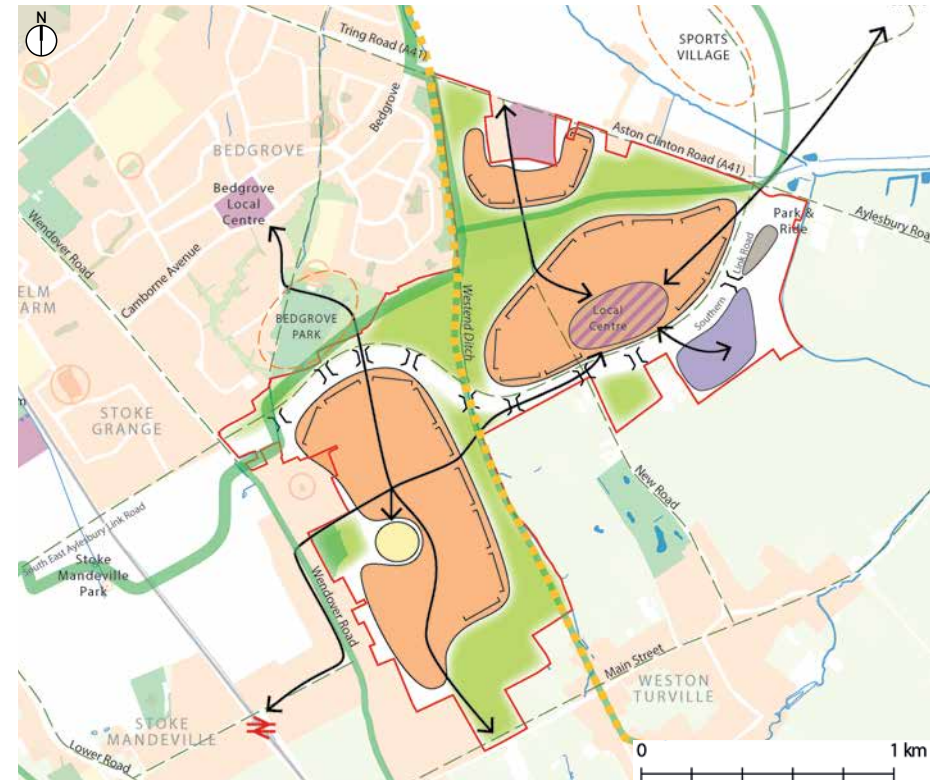 N
Tring Road (A41)
SPORTS
VILLAGE
Bedgrove
Aston Clinton Road (A41)
BEDGROVE
Bedgrove
Local
Centre
Wendover Road
Camborne Avenue
Park &
Ride
Aylesbury Road
Link Road
ELM
FARM
BEDGROVE
PARK
Westend Ditch
Local
Centre
Southern
STOKE
GRANGE
New Road
South East Aylesbury Link Road
Stoke
Mandeville
Park
Wendover Road
Main Street
WESTON
TURVILLE
STOKE
MANDEVILLE
Lower Road
0
1 km